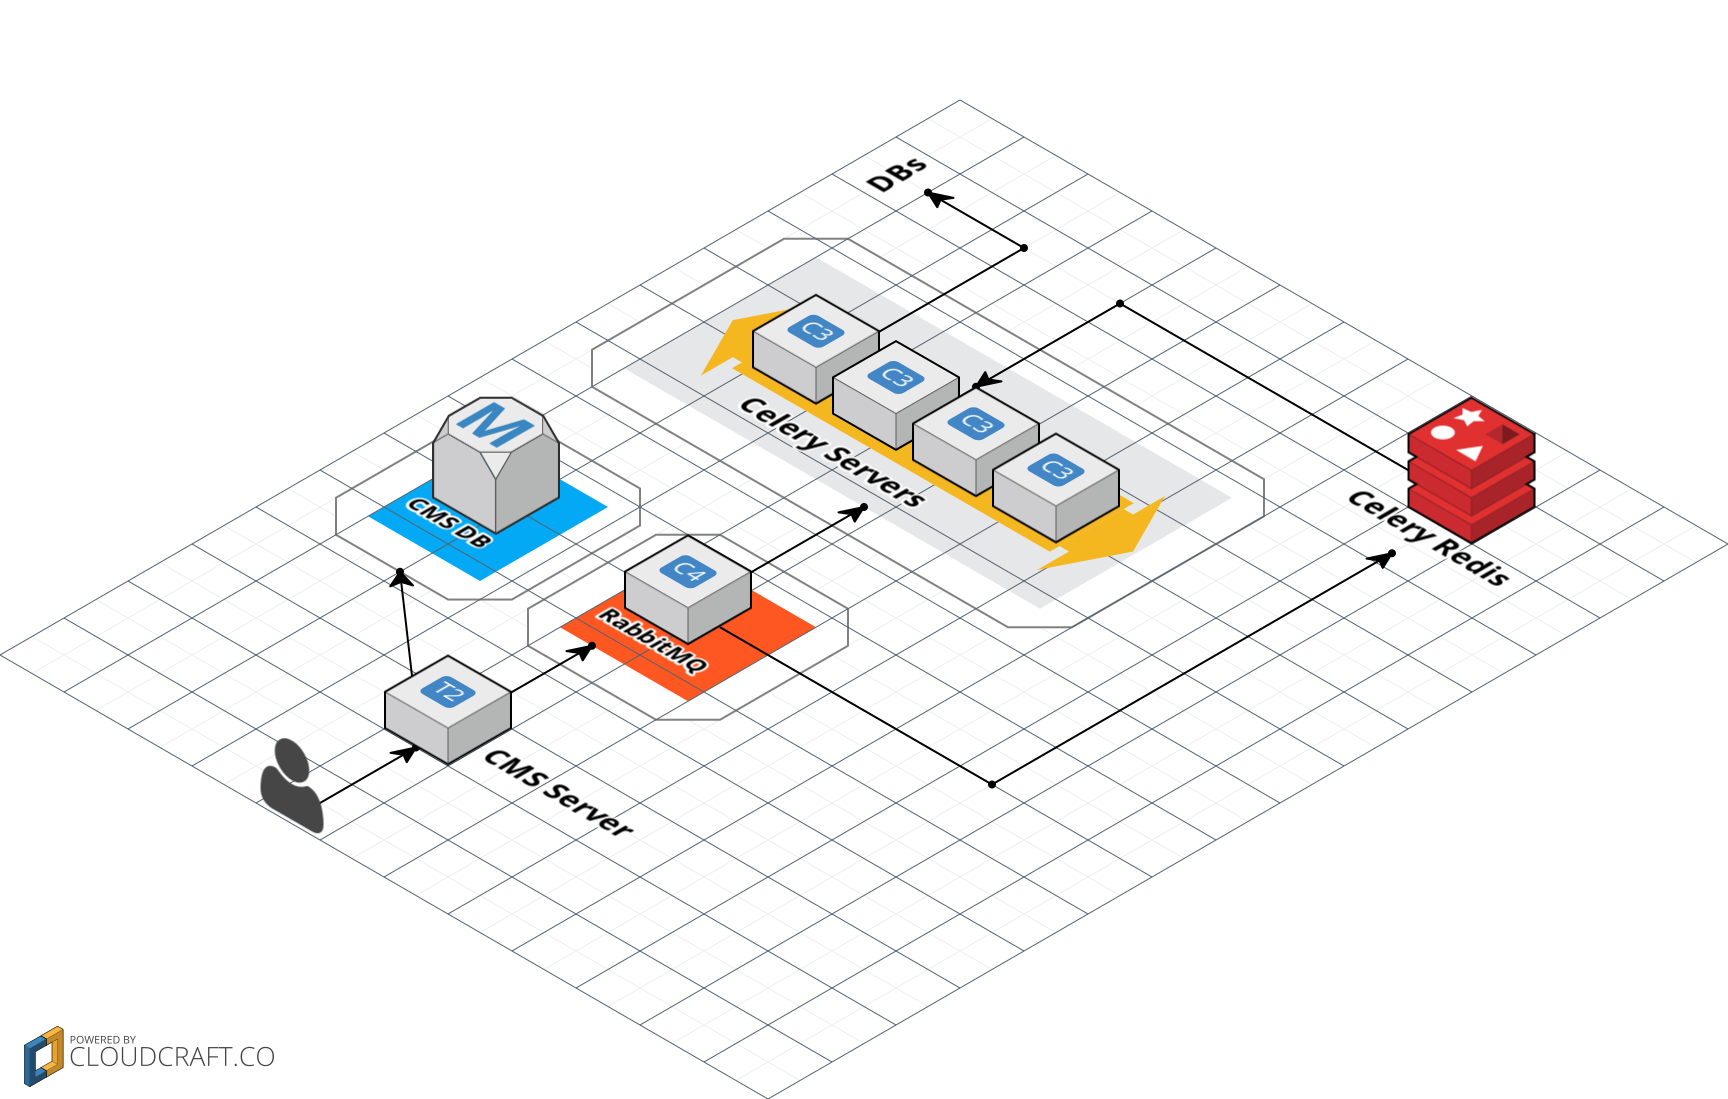 DBs
C3
C3
C3
C3
Celery Servers
M
CMS DB
C4
RabbitMQ
Celery Redis
T2
CMS Server
POWERED BY
CLOUDCRAFT.CO